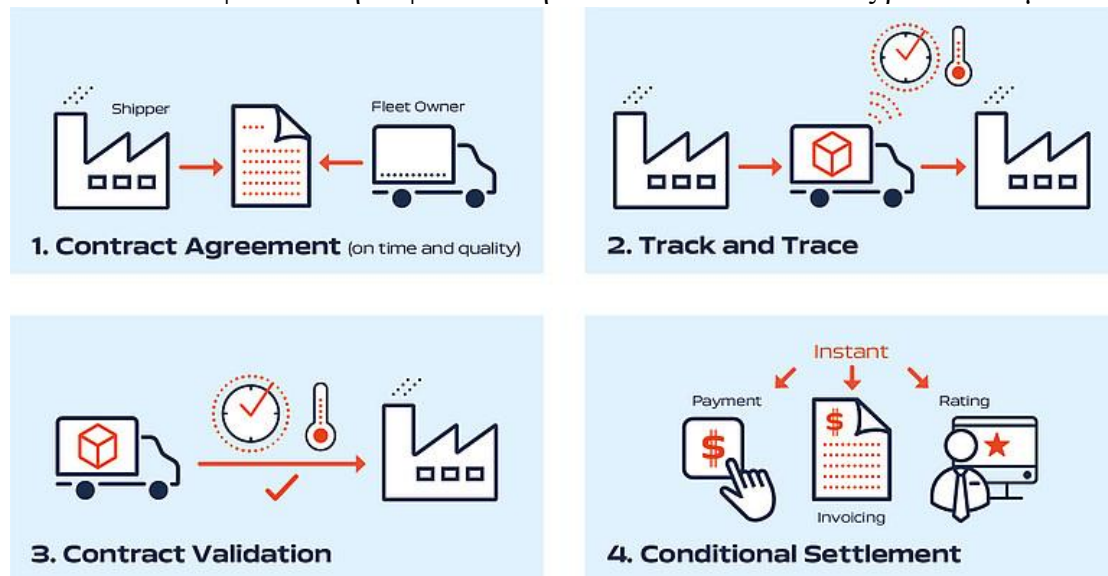 Shipper
Fleet Owner
1. Contract Agreement (on time and quality)
2. Track and Trace
3. Contract Validation
Instant
Payment
Rating
$
$
Invoicing
4. Conditional Settlement